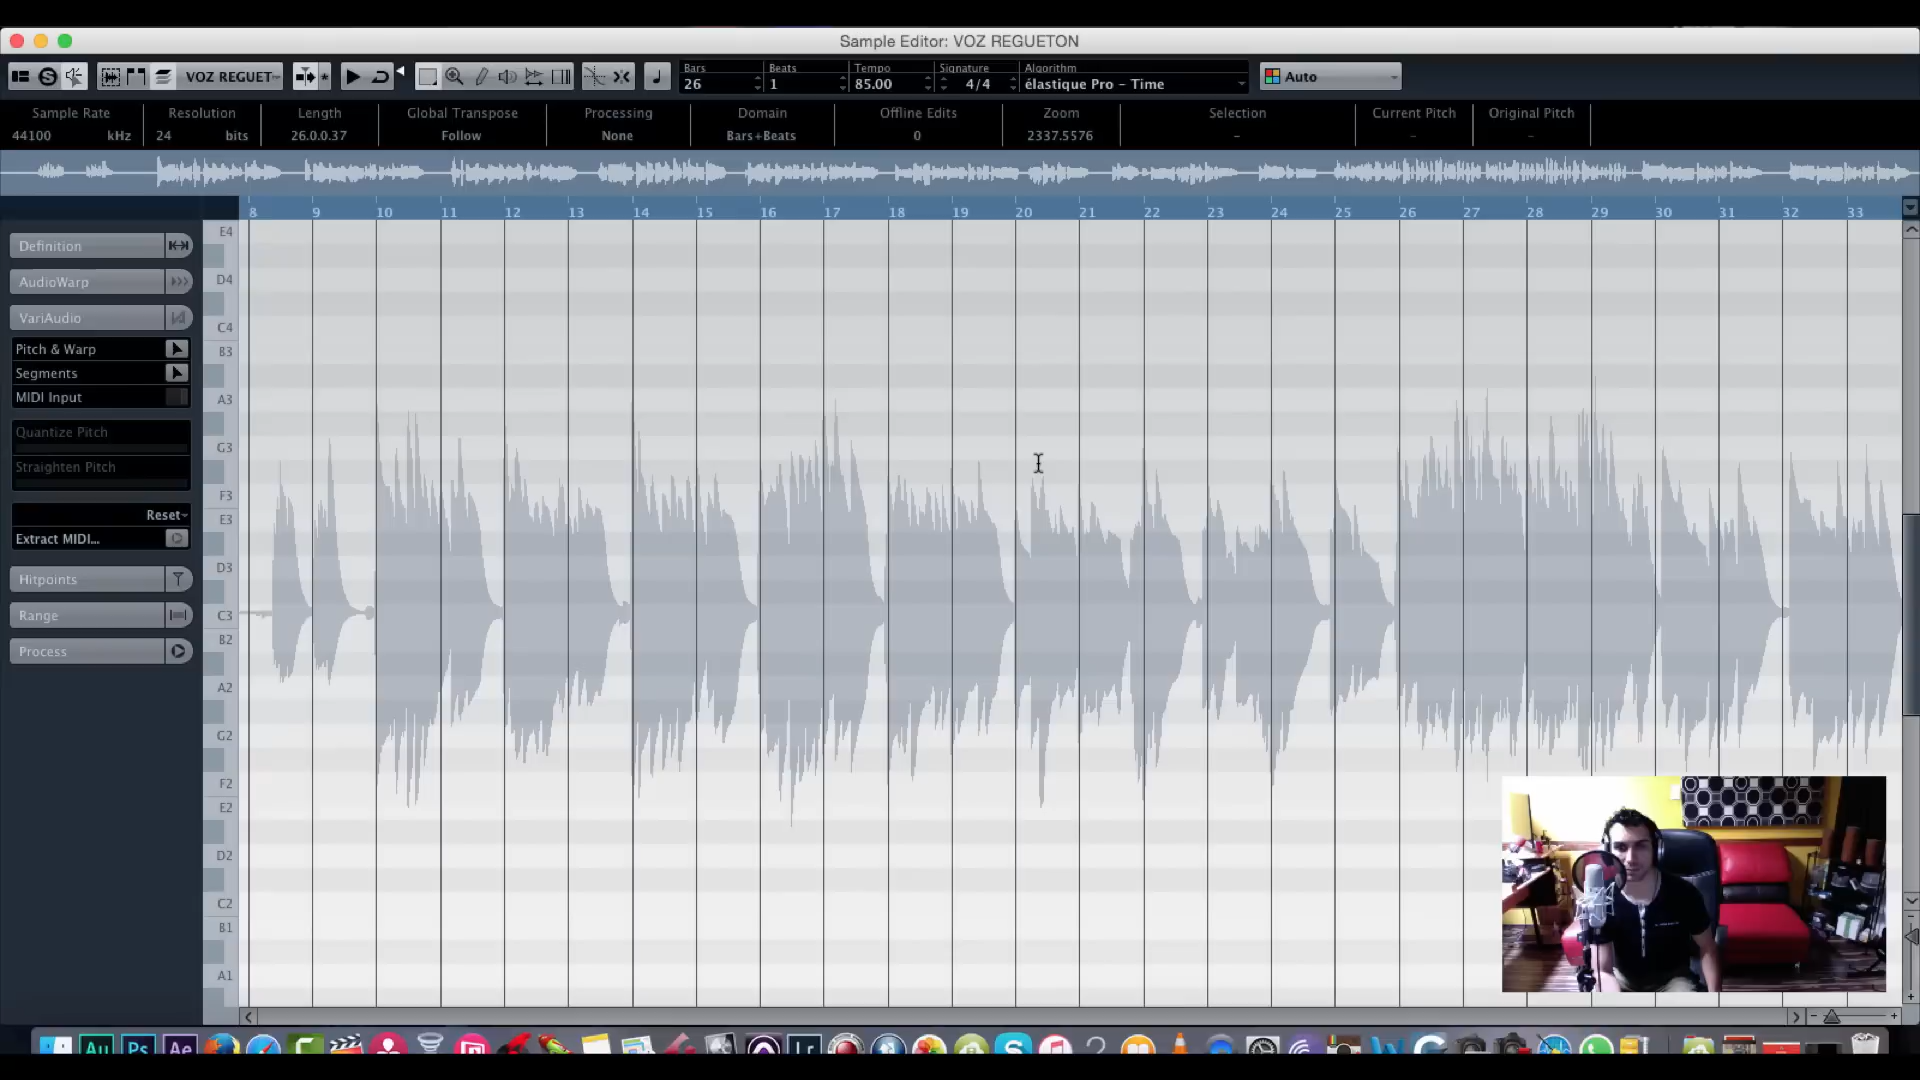 Sample Editor: VOZ REGUETON
VOZ REGUET
Bars
26
Beats
1
Tempo
85.00
Signature
4/4
Algorithm
élastique Pro - Time
Auto
Sample Rate
44100 kHz
Resolution
24 bits
Length
26.0.0.37
Global Transpose
Follow
Processing
None
Domain
Bars+Beats
Offline Edits
0
Zoom
2337.5576
Selection
-
Current Pitch
-
Original Pitch
-
8 9 10 11 12 13 14 15 16 17 18 19 20 21 22 23 24 25 26 27 28 29 30 31 32 33
Definition
AudioWarp
VariAudio
Pitch & Warp
Segments
MIDI Input
Quantize Pitch
Straighten Pitch
Reset
Extract MIDI...
Hitpoints
Range
Process
E4
D4
C4
B3
A3
G3
F3
E3
D3
C3
B2
A2
G2
F2
E2
D2
C2
B1
A1
Au Ps Ae Lr